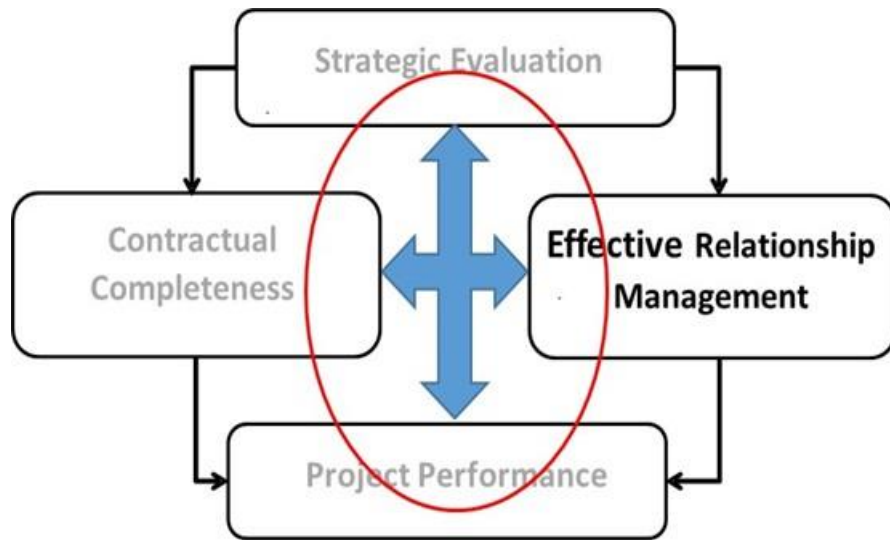 Strategic Evaluation
Contractual
Completeness
Effective Relationship
Management
Project Performance